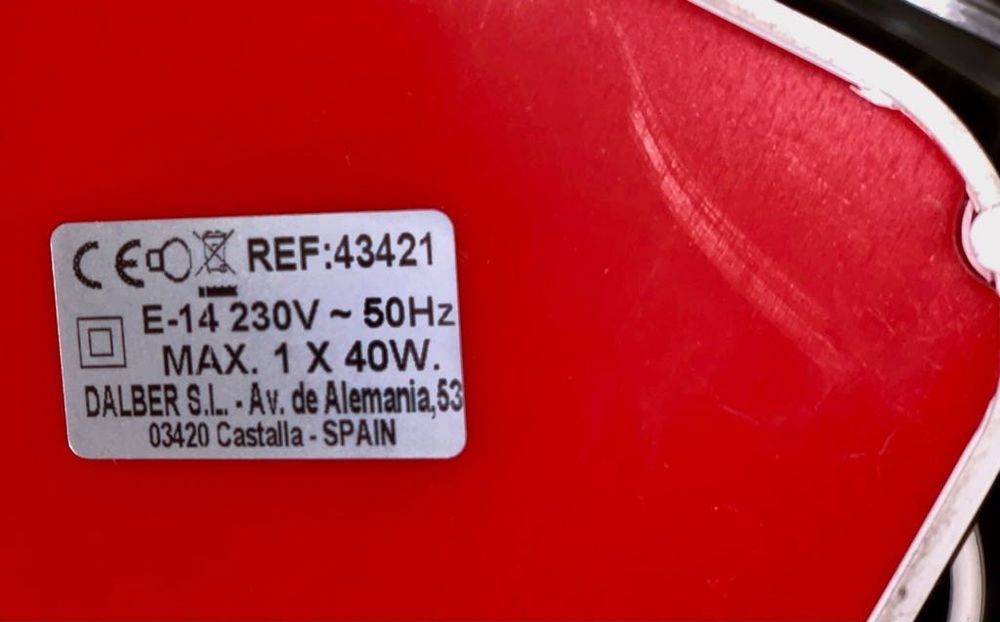 CE REF:43421
E-14 230V ~ 50Hz
MAX. 1 X 40W.
DALBER S.L. - Av. de Alemania,53
03420 Castalla - SPAIN